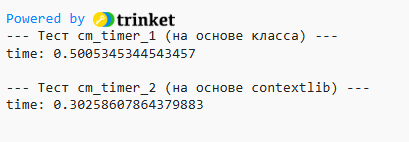 Powered by trinket
--- Тест cm_timer_1 (на основе класса) ---
time: 0.5005345344543457
--- Тест cm_timer_2 (на основе contextlib) ---
time: 0.30258607864379883